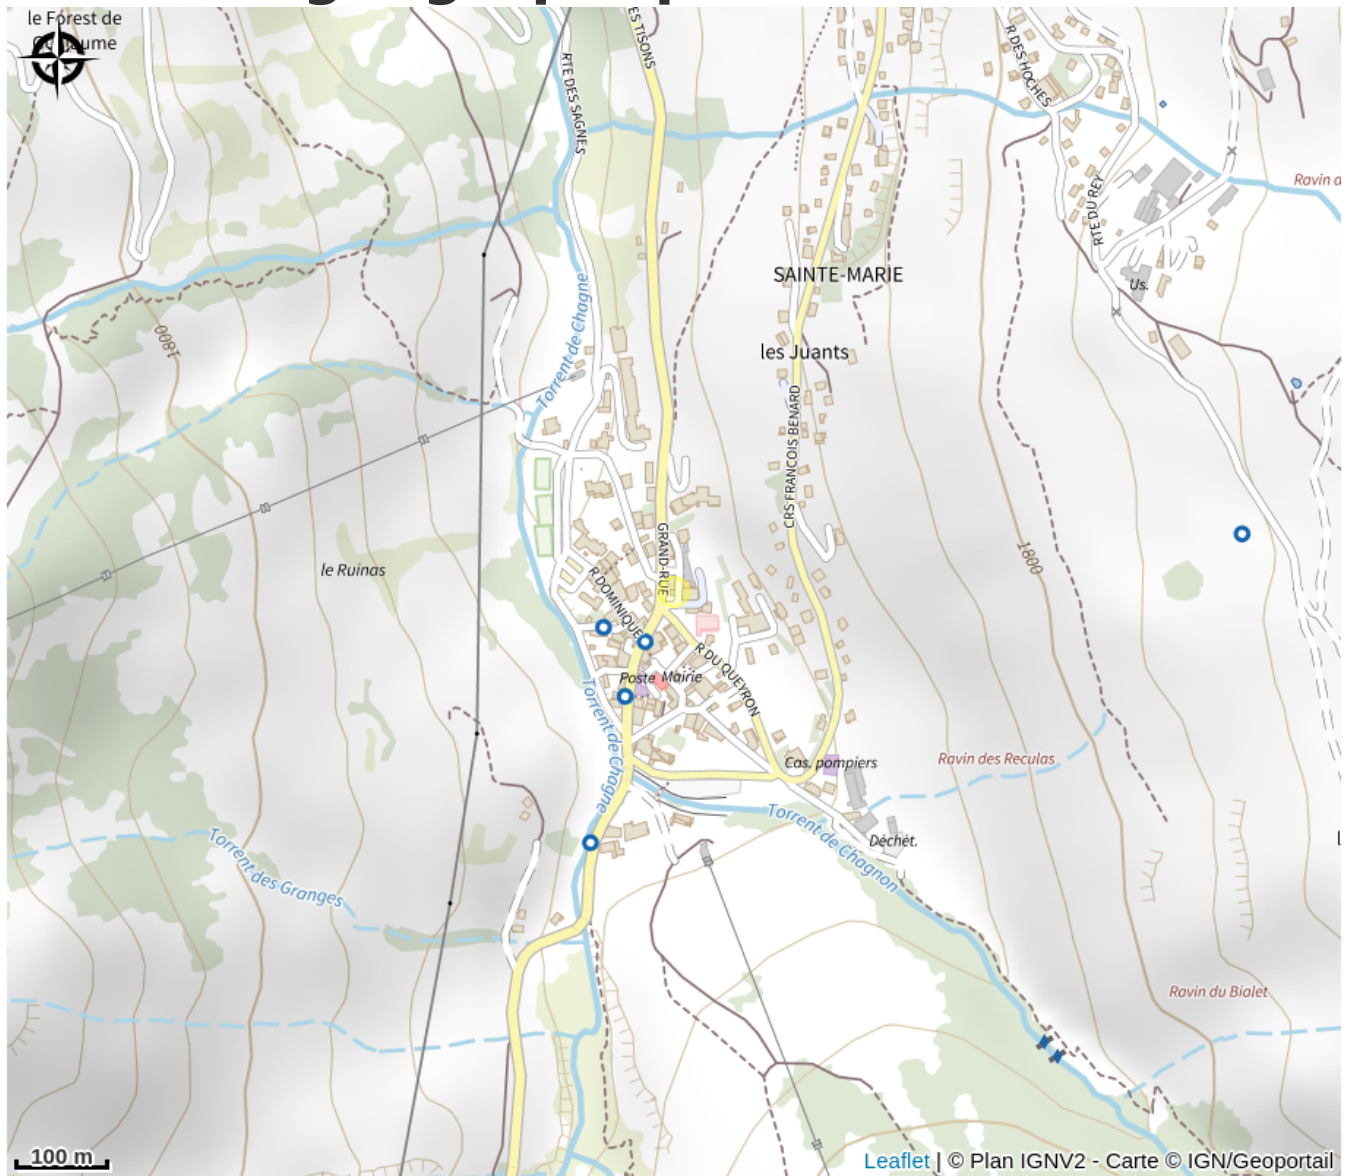 le Forest de
RTE DES SAGNES
ES TISONS
R DES HOCHES
RTE DU REY
Ravin d
SAINTE-MARIE
Us.
Torrent de Chagne
1800
les Juants
CRS FRANCOIS BENARD
le Ruinas
GRAND-RUE
1800
R DOMINIQUE
R DU QUEYRON
Poste Mairie
Torrent de Chagne
Cas. pompiers
Ravin des Reculas
Torrent de Chagnon
Déchèt.
Torrent des Granges
Ravin du Bialet
100 m
Leaflet | © Plan IGNV2 - Carte © IGN/Geoportail